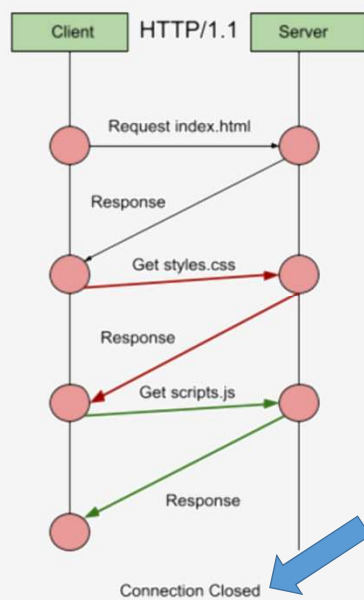 Client
HTTP/1.1
Server
Request index.html
Response
Get styles.css
Response
Get scripts.js
Response
Connection Closed